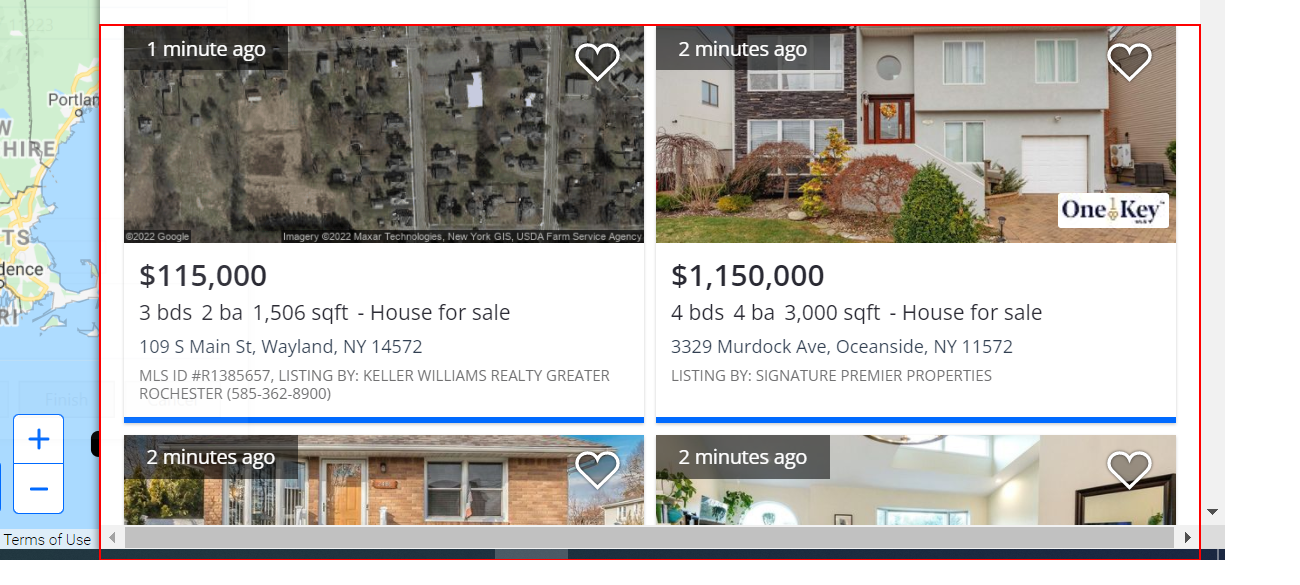 Portlan
HIRE
TS
dence
RI
Finish
Terms of Use
1 minute ago
©2022 Google
Imagery ©2022 Maxar Technologies, New York GIS, USDA Farm Service Agency
$115,000
3 bds 2 ba 1,506 sqft - House for sale
109 S Main St, Wayland, NY 14572
MLS ID #R1385657, LISTING BY: KELLER WILLIAMS REALTY GREATER
ROCHESTER (585-362-8900)
2 minutes ago
One Key
$1,150,000
4 bds 4 ba 3,000 sqft - House for sale
3329 Murdock Ave, Oceanside, NY 11572
LISTING BY: SIGNATURE PREMIER PROPERTIES
2 minutes ago
2 minutes ago